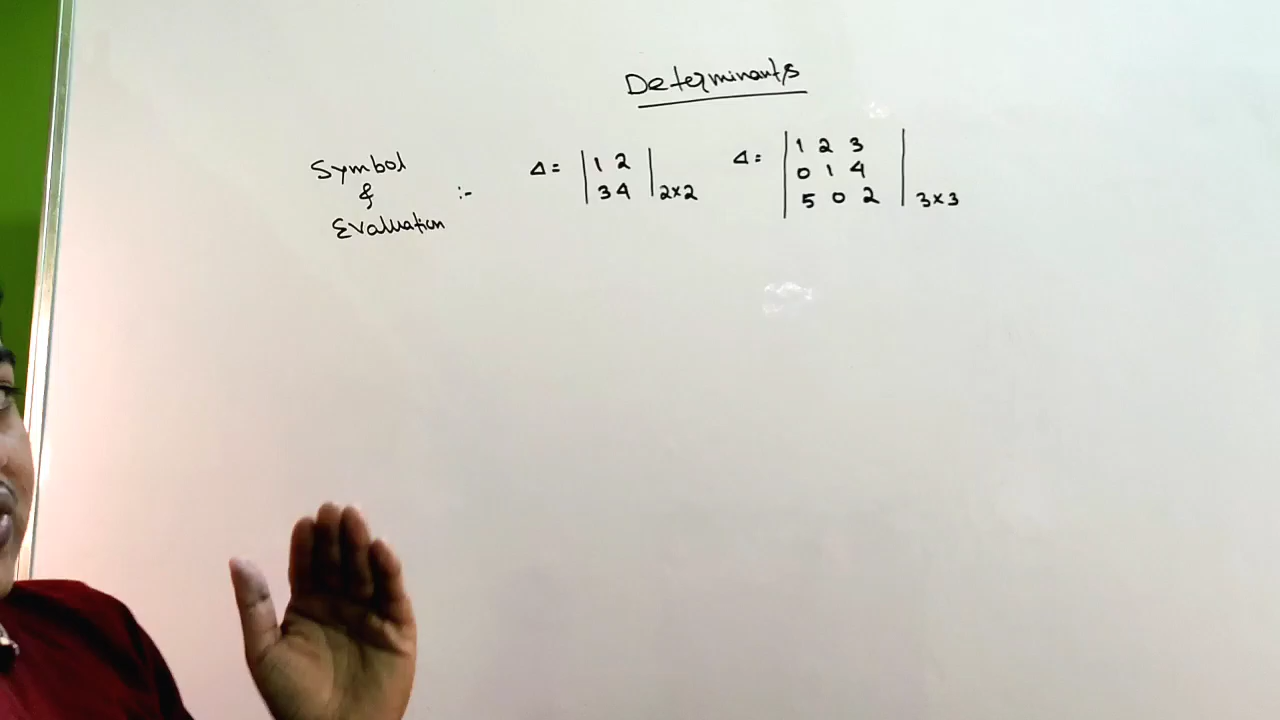 Determinants
Symbol
&
Evaluation :-
Δ = | 1 2 |
| 3 4 | 2×2
Δ = | 1 2 3 |
| 0 1 4 |
| 5 0 2 | 3×3